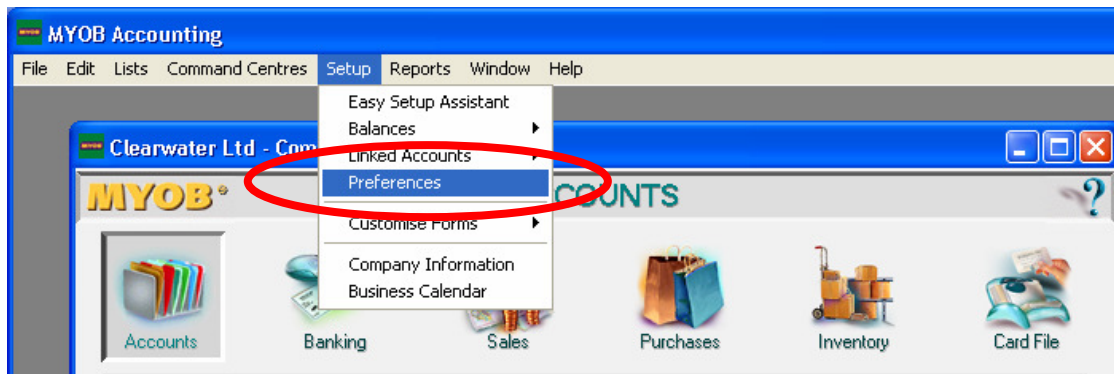 MYOB Accounting
File Edit Lists Command Centres Setup Reports Window Help
Easy Setup Assistant
Balances
Clearwater Ltd - Com
Linked Accounts
Preferences
MYOB® COUNTS ?
Customise Forms
Company Information
Business Calendar
Accounts Banking Sales Purchases Inventory Card File